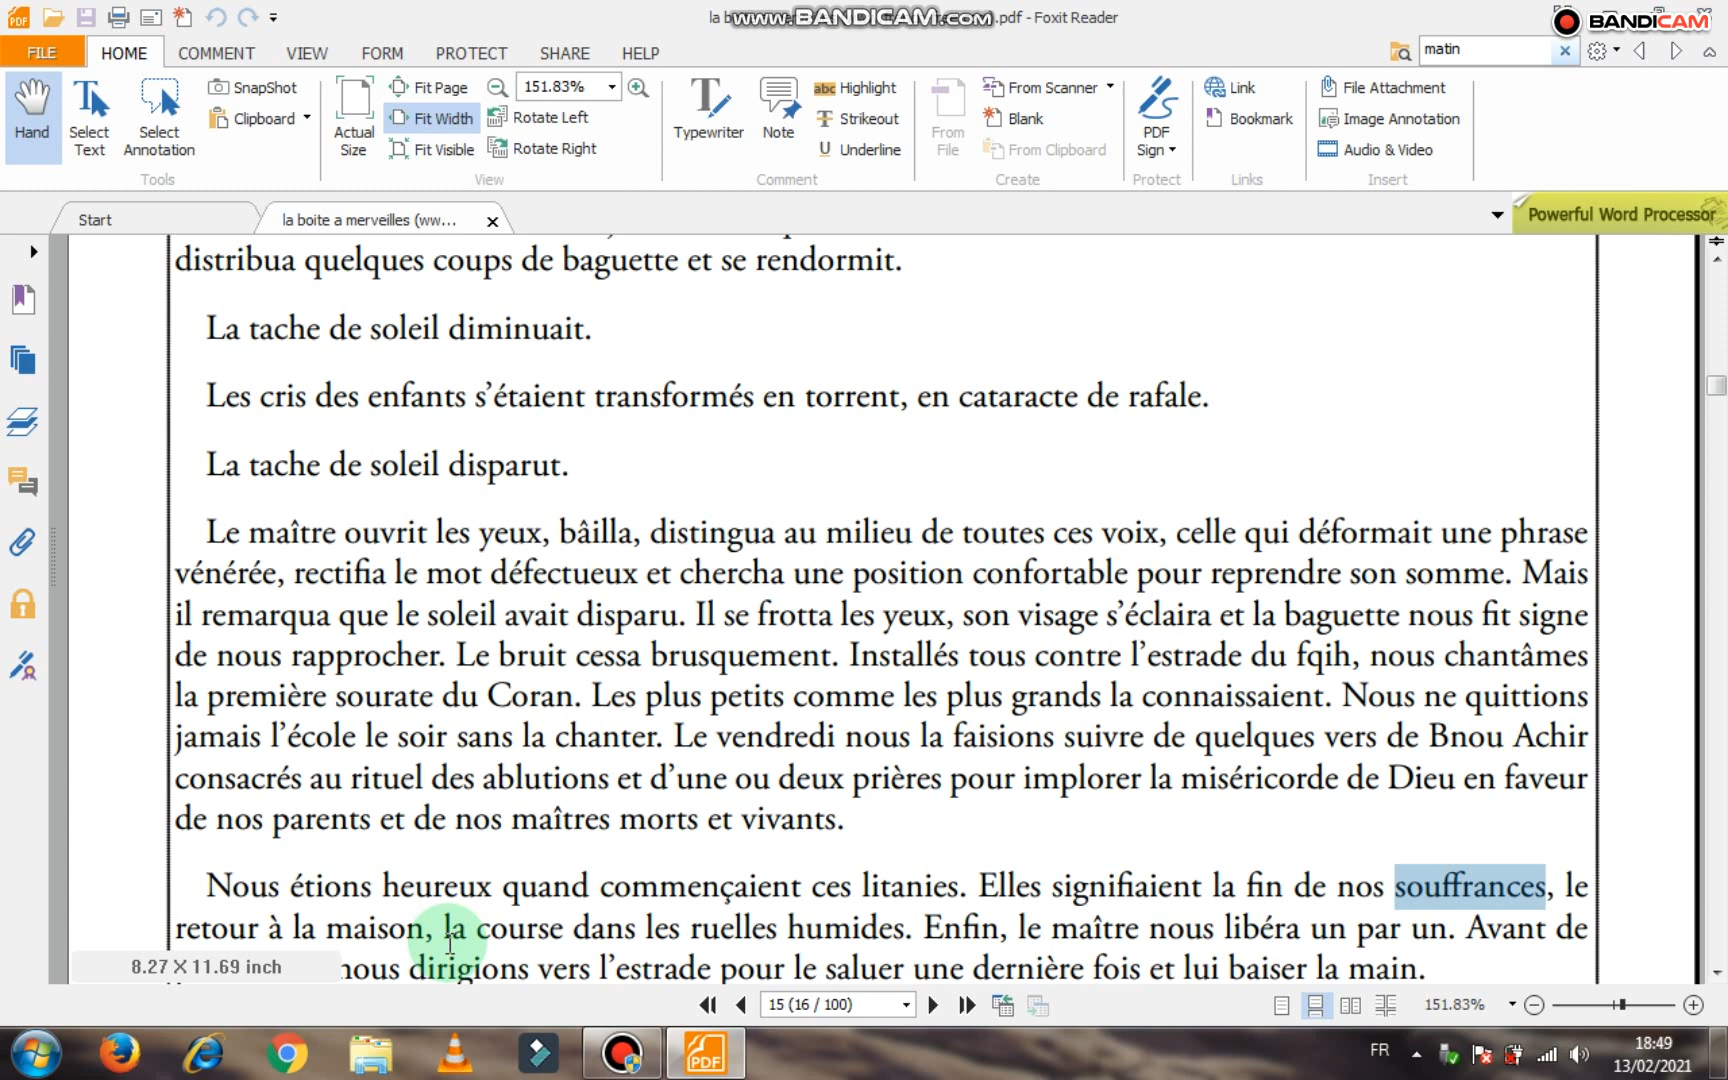 la b www.BANDICAM.com .pdf - Foxit Reader
BANDICAM
FILE HOME COMMENT VIEW FORM PROTECT SHARE HELP matin
Hand Select Text Select Annotation SnapShot Clipboard
Actual Size Fit Page Fit Width Fit Visible 151.83% Rotate Left Rotate Right
Typewriter Note Highlight Strikeout Underline
From File From Scanner Blank From Clipboard
PDF Sign Link Bookmark File Attachment Image Annotation Audio & Video
Tools View Comment Create Protect Links Insert
Start la boite a merveilles (ww... Powerful Word Processor
distribua quelques coups de baguette et se rendormit.
La tache de soleil diminuait.
Les cris des enfants s’étaient transformés en torrent, en cataracte de rafale.
La tache de soleil disparut.
Le maître ouvrit les yeux, bâilla, distingua au milieu de toutes ces voix, celle qui déformait une phrase
vénérée, rectifia le mot défectueux et chercha une position confortable pour reprendre son somme. Mais
il remarqua que le soleil avait disparu. Il se frotta les yeux, son visage s’éclaira et la baguette nous fit signe
de nous rapprocher. Le bruit cessa brusquement. Installés tous contre l’estrade du fqih, nous chantâmes
la première sourate du Coran. Les plus petits comme les plus grands la connaissaient. Nous ne quittions
jamais l’école le soir sans la chanter. Le vendredi nous la faisions suivre de quelques vers de Bnou Achir
consacrés au rituel des ablutions et d’une ou deux prières pour implorer la miséricorde de Dieu en faveur
de nos parents et de nos maîtres morts et vivants.
Nous étions heureux quand commençaient ces litanies. Elles signifiaient la fin de nos souffrances, le
retour à la maison, la course dans les ruelles humides. Enfin, le maître nous libéra un par un. Avant de
nous dirigions vers l’estrade pour le saluer une dernière fois et lui baiser la main.
8.27 X 11.69 inch
15 (16 / 100) 151.83%
FR 18:49
13/02/2021